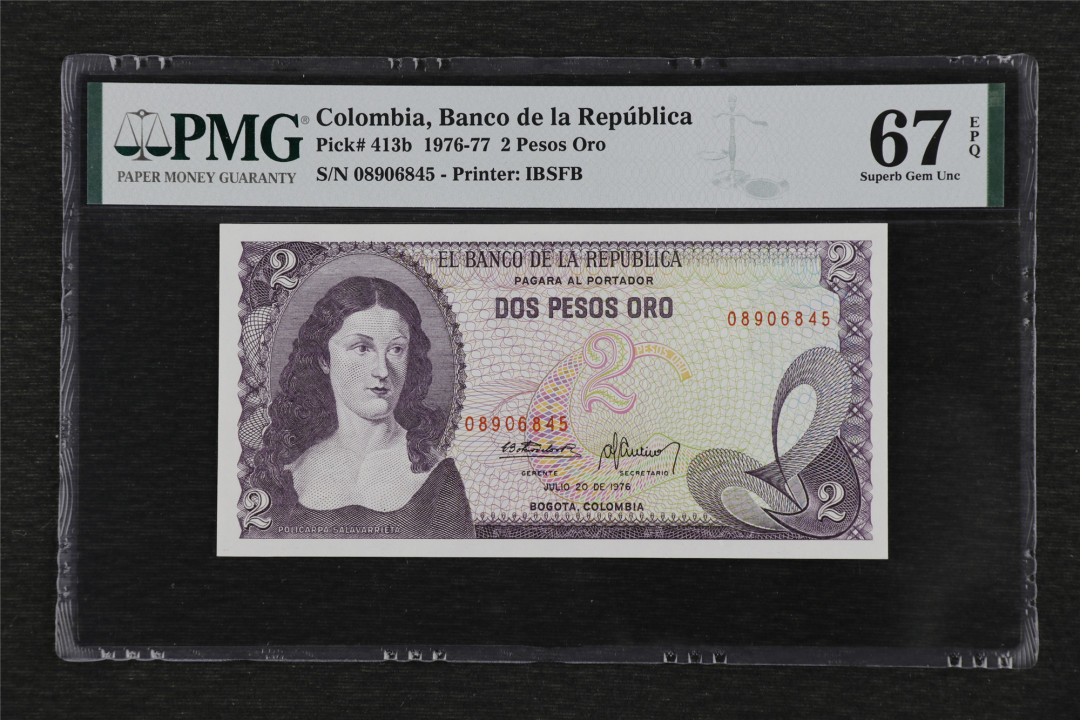 PMG®
PAPER MONEY GUARANTY
Colombia, Banco de la República
Pick# 413b 1976-77 2 Pesos Oro
S/N 08906845 - Printer: IBSFB
67
EPQ
Superb Gem Unc
2
EL BANCO DE LA REPUBLICA
2
PAGARA AL PORTADOR
DOS PESOS ORO
08906845
2
08906845
GERENTE
SECRETARIO
JULIO 20 DE 1976
BOGOTA, COLOMBIA
2
2
POLICARPA SALAVARRIETA